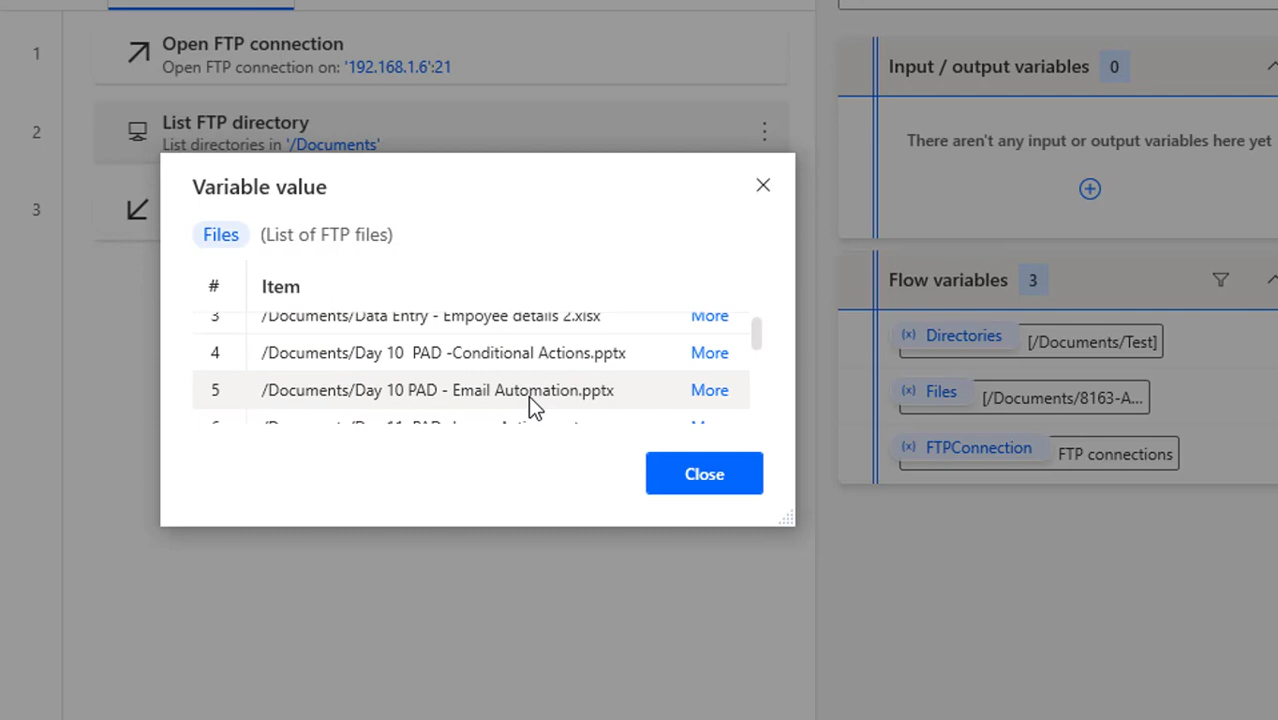 1
Open FTP connection
Open FTP connection on: '192.168.1.6':21
2
List FTP directory
List directories in '/Documents'
3
Variable value
Files (List of FTP files)
# Item
3 /Documents/Data Entry - Empoyee details 2.xlsx More
4 /Documents/Day 10 PAD -Conditional Actions.pptx More
5 /Documents/Day 10 PAD - Email Automation.pptx More
Close
Input / output variables 0
There aren't any input or output variables here yet
Flow variables 3
(x) Directories [/Documents/Test]
(x) Files [/Documents/8163-A...
(x) FTPConnection FTP connections